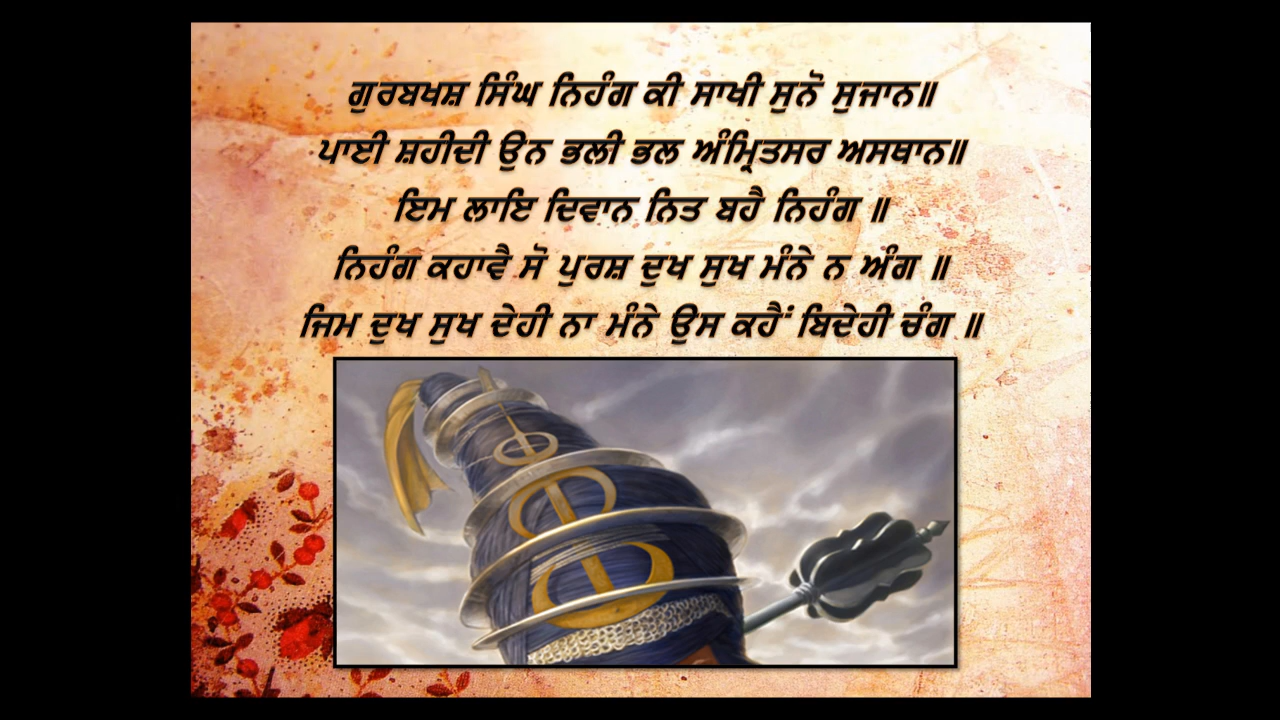 ਗੁਰਬਖਸ਼ ਸਿੰਘ ਨਿਹੰਗ ਕੀ ਸਾਖੀ ਸੁਨੋ ਸੁਜਾਨ॥
ਪਾਈ ਸ਼ਹੀਦੀ ਉਨ ਭਲੀ ਭਲ ਅੰਮ੍ਰਿਤਸਰ ਅਸਥਾਨ॥
ਇਮ ਲਾਇ ਦਿਵਾਨ ਨਿਤ ਬਹੈ ਨਿਹੰਗ ॥
ਨਿਹੰਗ ਕਹਾਵੈ ਸੋ ਪੁਰਸ਼ ਦੁਖ ਸੁਖ ਮੰਨੇ ਨ ਅੰਗ ॥
ਜਿਮ ਦੁਖ ਸੁਖ ਦੇਹੀ ਨਾ ਮੰਨੇ ਉਸ ਕਹੈਂ ਬਿਦੇਹੀ ਚੰਗ ॥